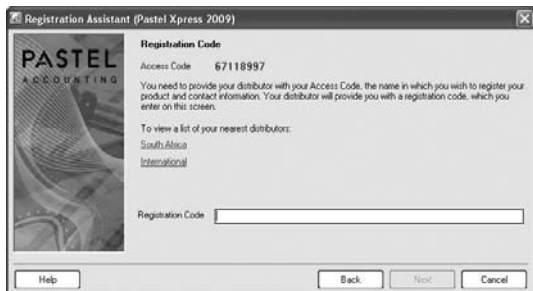 Registration Assistant (Pastel Xpress 2009)
PASTEL
ACCOUNTING
Registration Code
Access Code 67118997
You need to provide your distributor with your Access Code, the name in which you wish to register your
product and contact information. Your distributor will provide you with a registration code, which you
enter on this screen.
To view a list of your nearest distributors:
South Africa
International
Registration Code
Help
Back
Next
Cancel